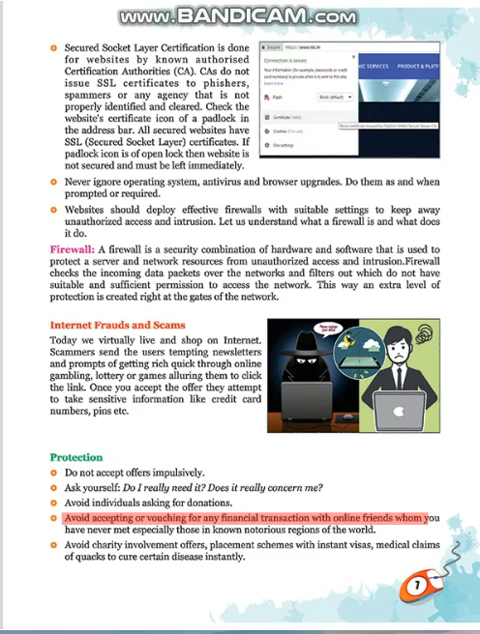 www.BANDICAM.com
Secured Socket Layer Certification is done
for websites by known authorised
Certification Authorities (CA). CAs do not
issue SSL certificates to phishers,
spammers or any agency that is not
properly identified and cleared. Check the
website's certificate icon of a padlock in
the address bar. All secured websites have
SSL (Secured Socket Layer) certificates. If
padlock icon is of open lock then website is
not secured and must be left immediately.
Secure
Connection is secure
Your information (for example, passwords or credit
card numbers) is private when it is sent to this site.
Learn more
Flash
Block (default)
Certificate (Valid)
Cookies
Site settings
SERVICES
PRODUCT & PLATF
Never ignore operating system, antivirus and browser upgrades. Do them as and when
prompted or required.
Websites should deploy effective firewalls with suitable settings to keep away
unauthorized access and intrusion. Let us understand what a firewall is and what does
it do.
Firewall: A firewall is a security combination of hardware and software that is used to
protect a server and network resources from unauthorized access and intrusion.Firewall
checks the incoming data packets over the networks and filters out which do not have
suitable and sufficient permission to access the network. This way an extra level of
protection is created right at the gates of the network.
Internet Frauds and Scams
Today we virtually live and shop on Internet.
Scammers send the users tempting newsletters
and prompts of getting rich quick through online
gambling, lottery or games alluring them to click
the link. Once you accept the offer they attempt
to take sensitive information like credit card
numbers, pins etc.
Protection
Do not accept offers impulsively.
Ask yourself: Do I really need it? Does it really concern me?
Avoid individuals asking for donations.
Avoid accepting or vouching for any financial transaction with online friends whom you
have never met especially those in known notorious regions of the world.
Avoid charity involvement offers, placement schemes with instant visas, medical claims
of quacks to cure certain disease instantly.
7